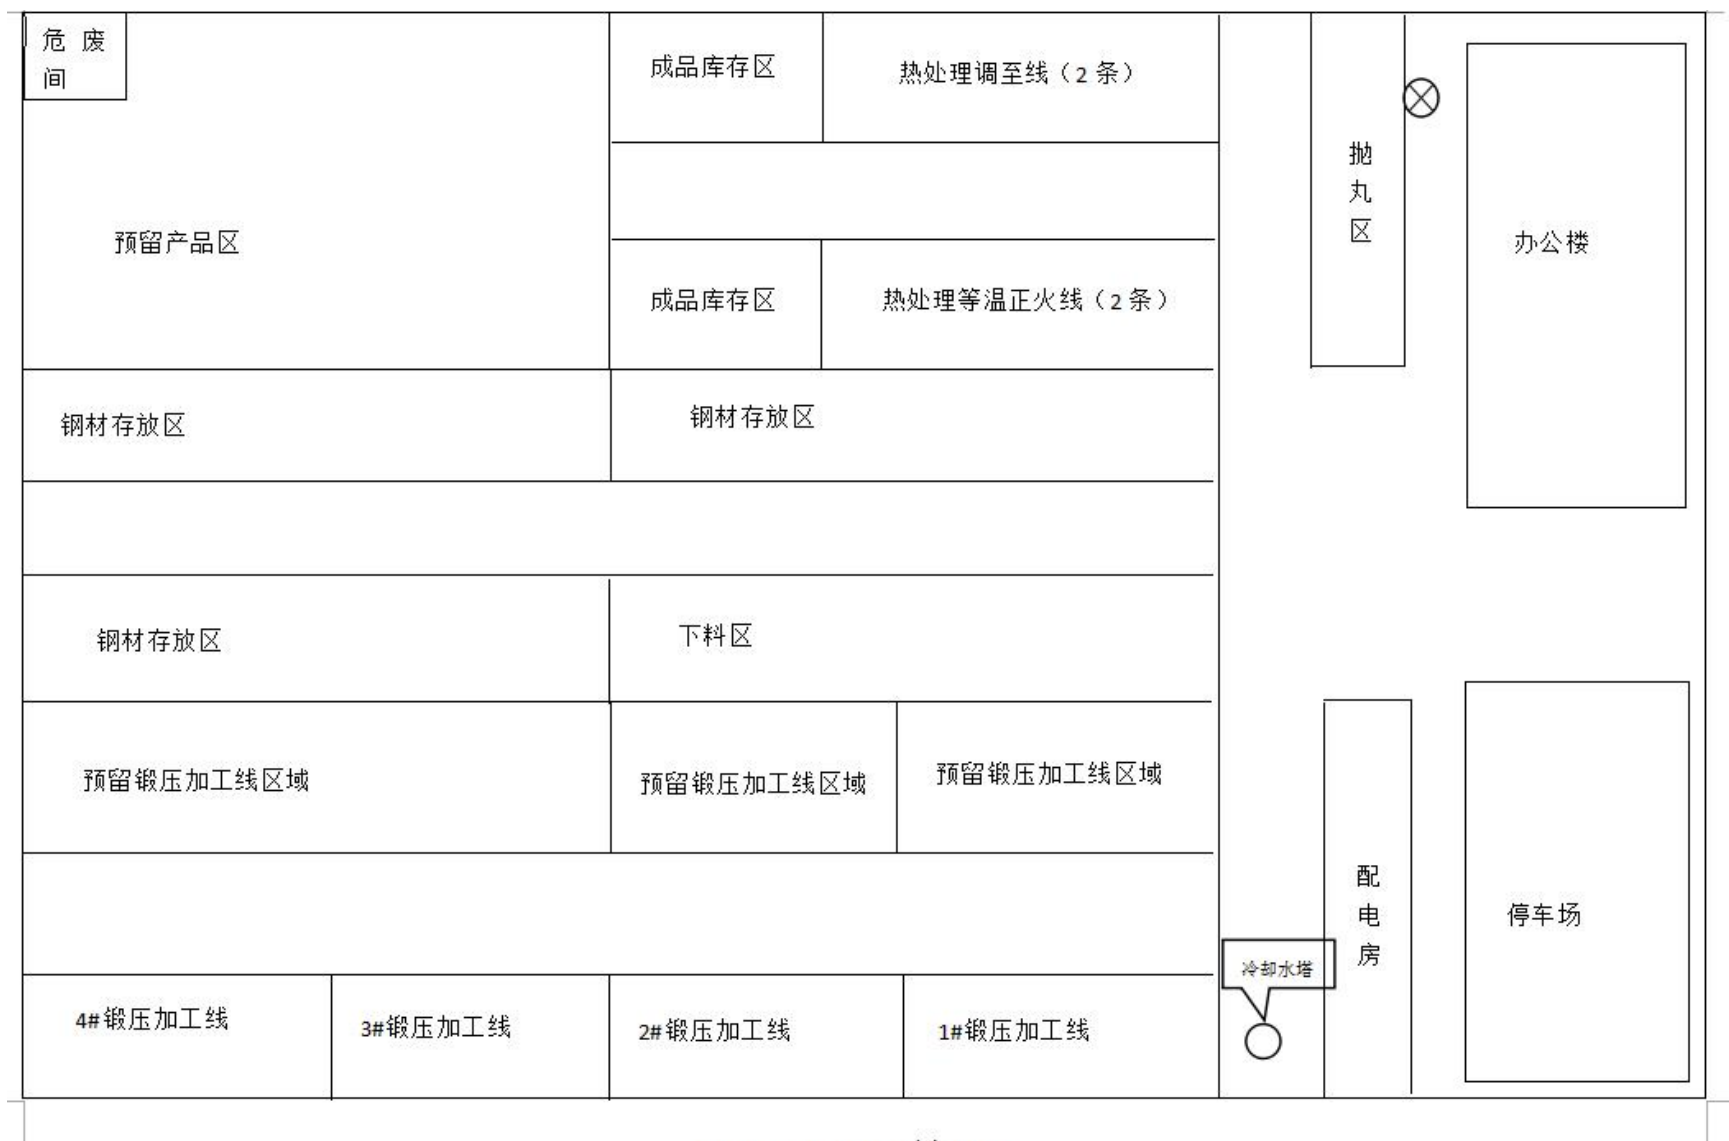 危 废
间
成品库存区
热处理调至线（2 条）
抛
丸
区
办公楼
预留产品区
成品库存区
热处理等温正火线（2 条）
钢材存放区
钢材存放区
钢材存放区
下料区
预留锻压加工线区域
预留锻压加工线区域
预留锻压加工线区域
配
电
房
停车场
冷却水塔
4#锻压加工线
3#锻压加工线
2#锻压加工线
1#锻压加工线